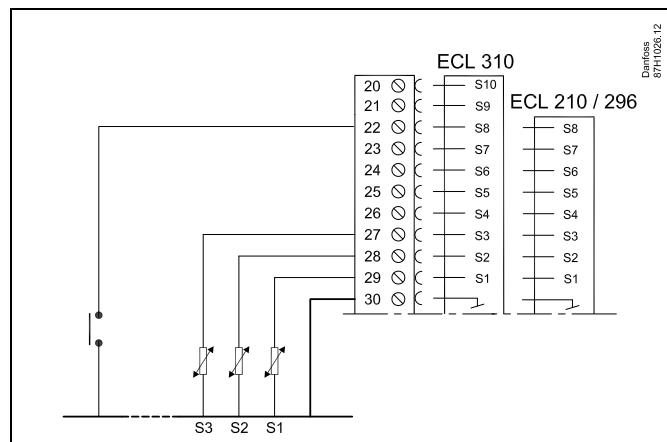 Danfoss
87H1026.12
ECL 310
ECL 210 / 296
20 S10
21 S9
22 S8 S8
23 S7 S7
24 S6 S6
25 S5 S5
26 S4 S4
27 S3 S3
28 S2 S2
29 S1 S1
30
S3 S2 S1